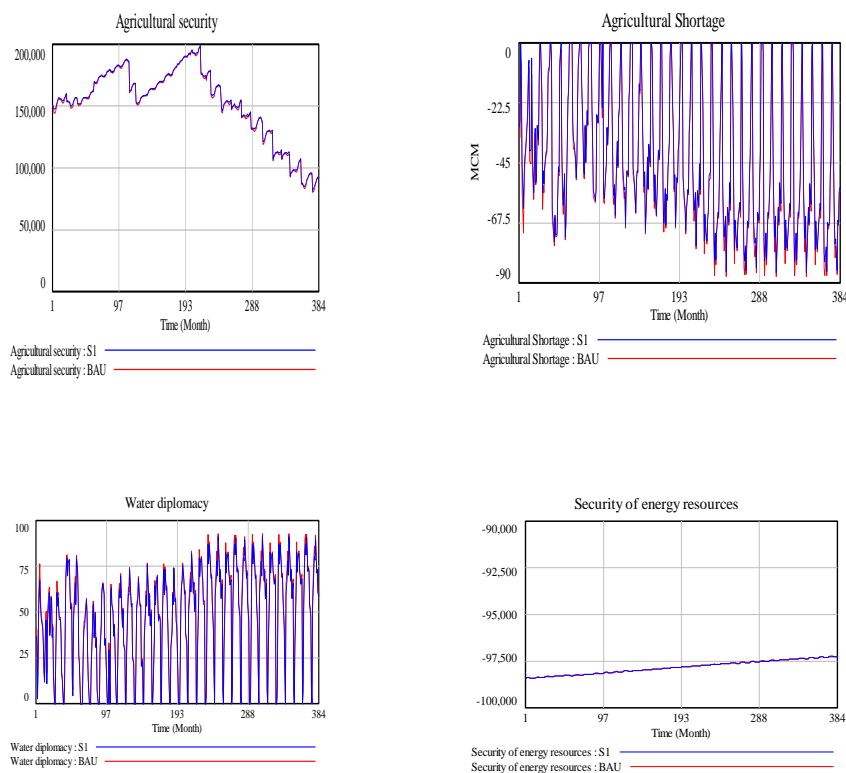 Agricultural security
200,000
150,000
100,000
50,000
0
1 97 193 288 384
Time (Month)
Agricultural security : S1
Agricultural security : BAU
Agricultural Shortage
0
-22.5
-45
-67.5
-90
MCM
1 97 193 288 384
Time (Month)
Agricultural Shortage : S1
Agricultural Shortage : BAU
Water diplomacy
100
75
50
25
0
1 97 193 288 384
Time (Month)
Water diplomacy : S1
Water diplomacy : BAU
Security of energy resources
-90,000
-92,500
-95,000
-97,500
-100,000
1 97 193 288 384
Time (Month)
Security of energy resources : S1
Security of energy resources : BAU